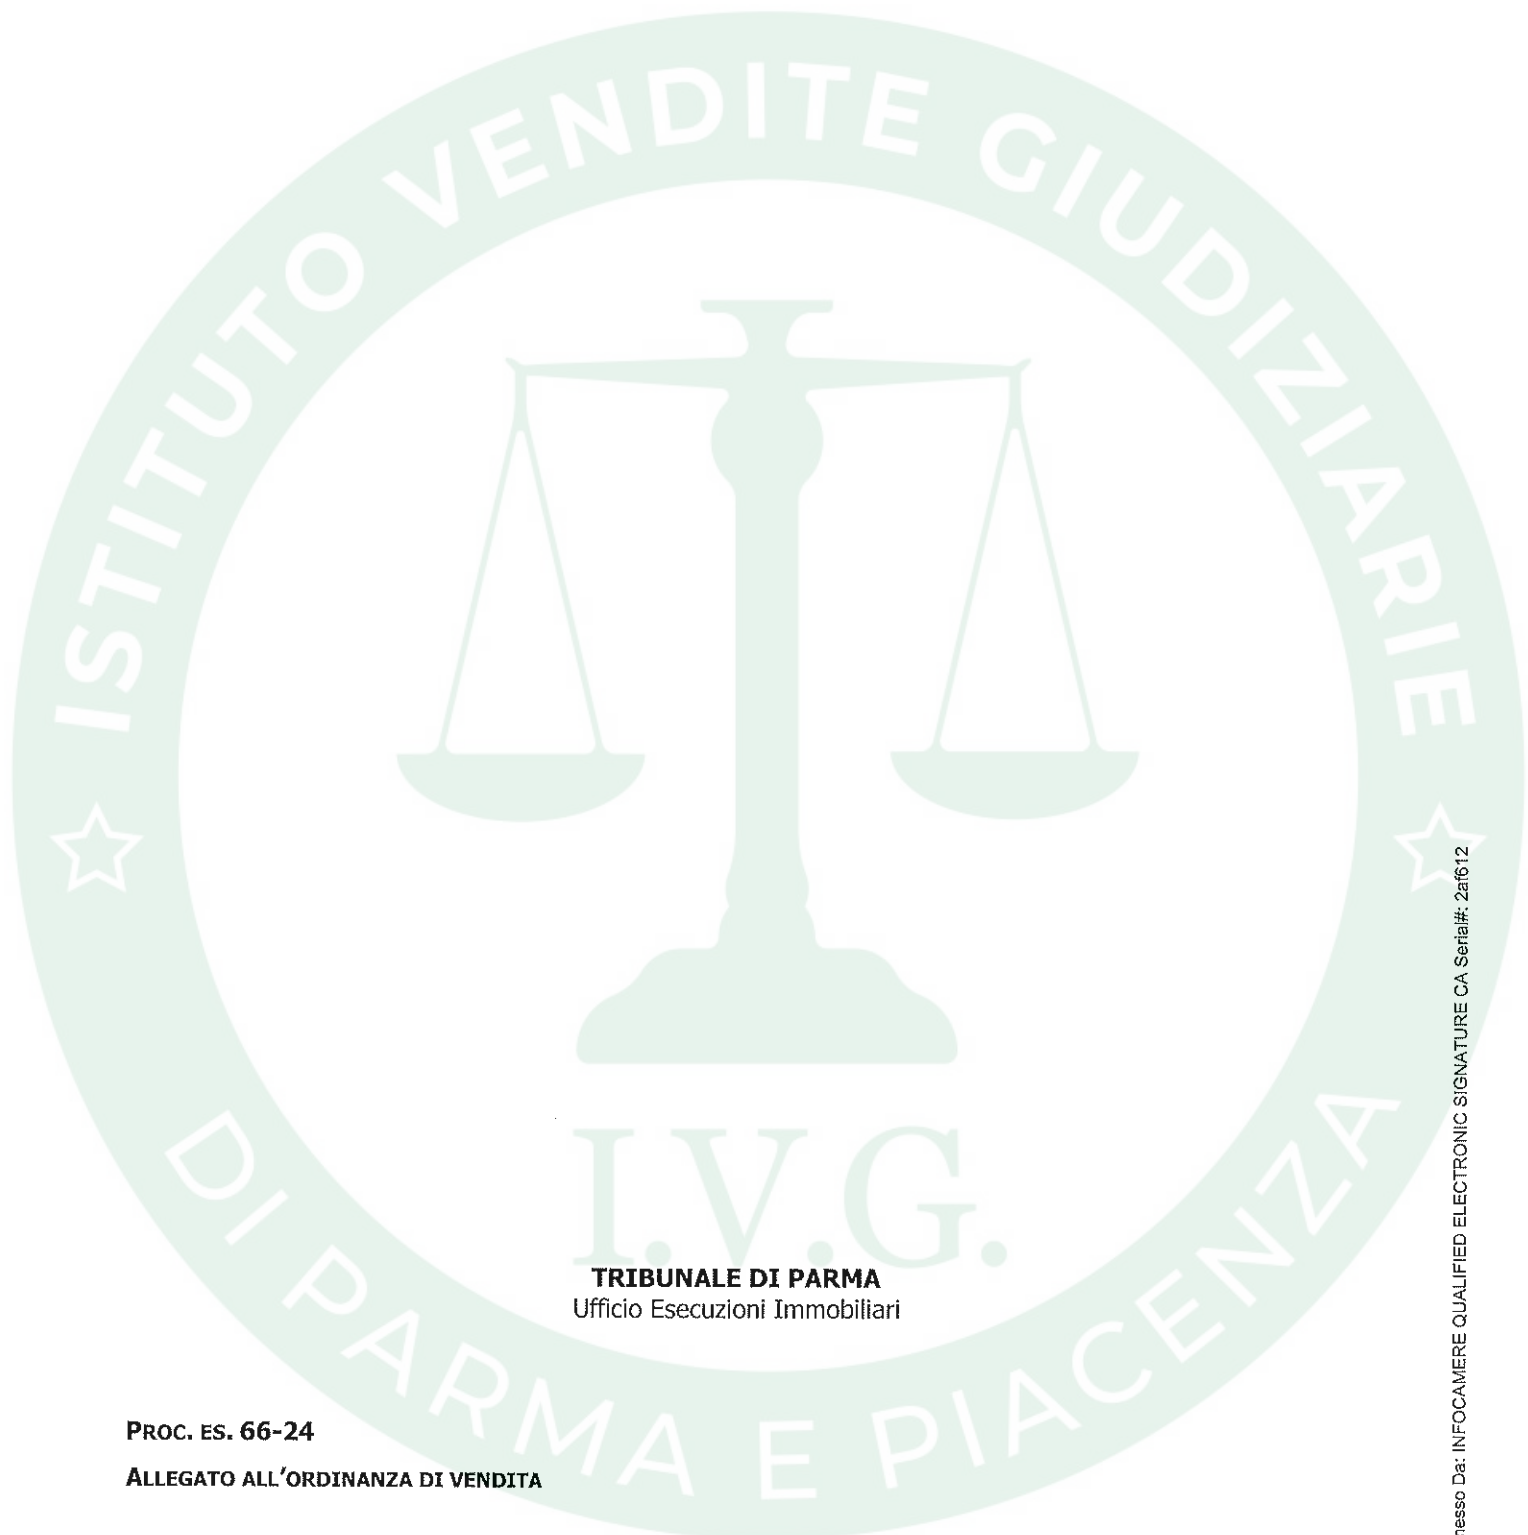 ISTITUTO VENDITE GIUDIZIARIE
I.V.G.
DI PARMA E PIACENZA
TRIBUNALE DI PARMA
Ufficio Esecuzioni Immobiliari
PROC. ES. 66-24
ALLEGATO ALL'ORDINANZA DI VENDITA
Da: INFOCAMERE QUALIFIED ELECTRONIC SIGNATURE CA Serial#: 2af612